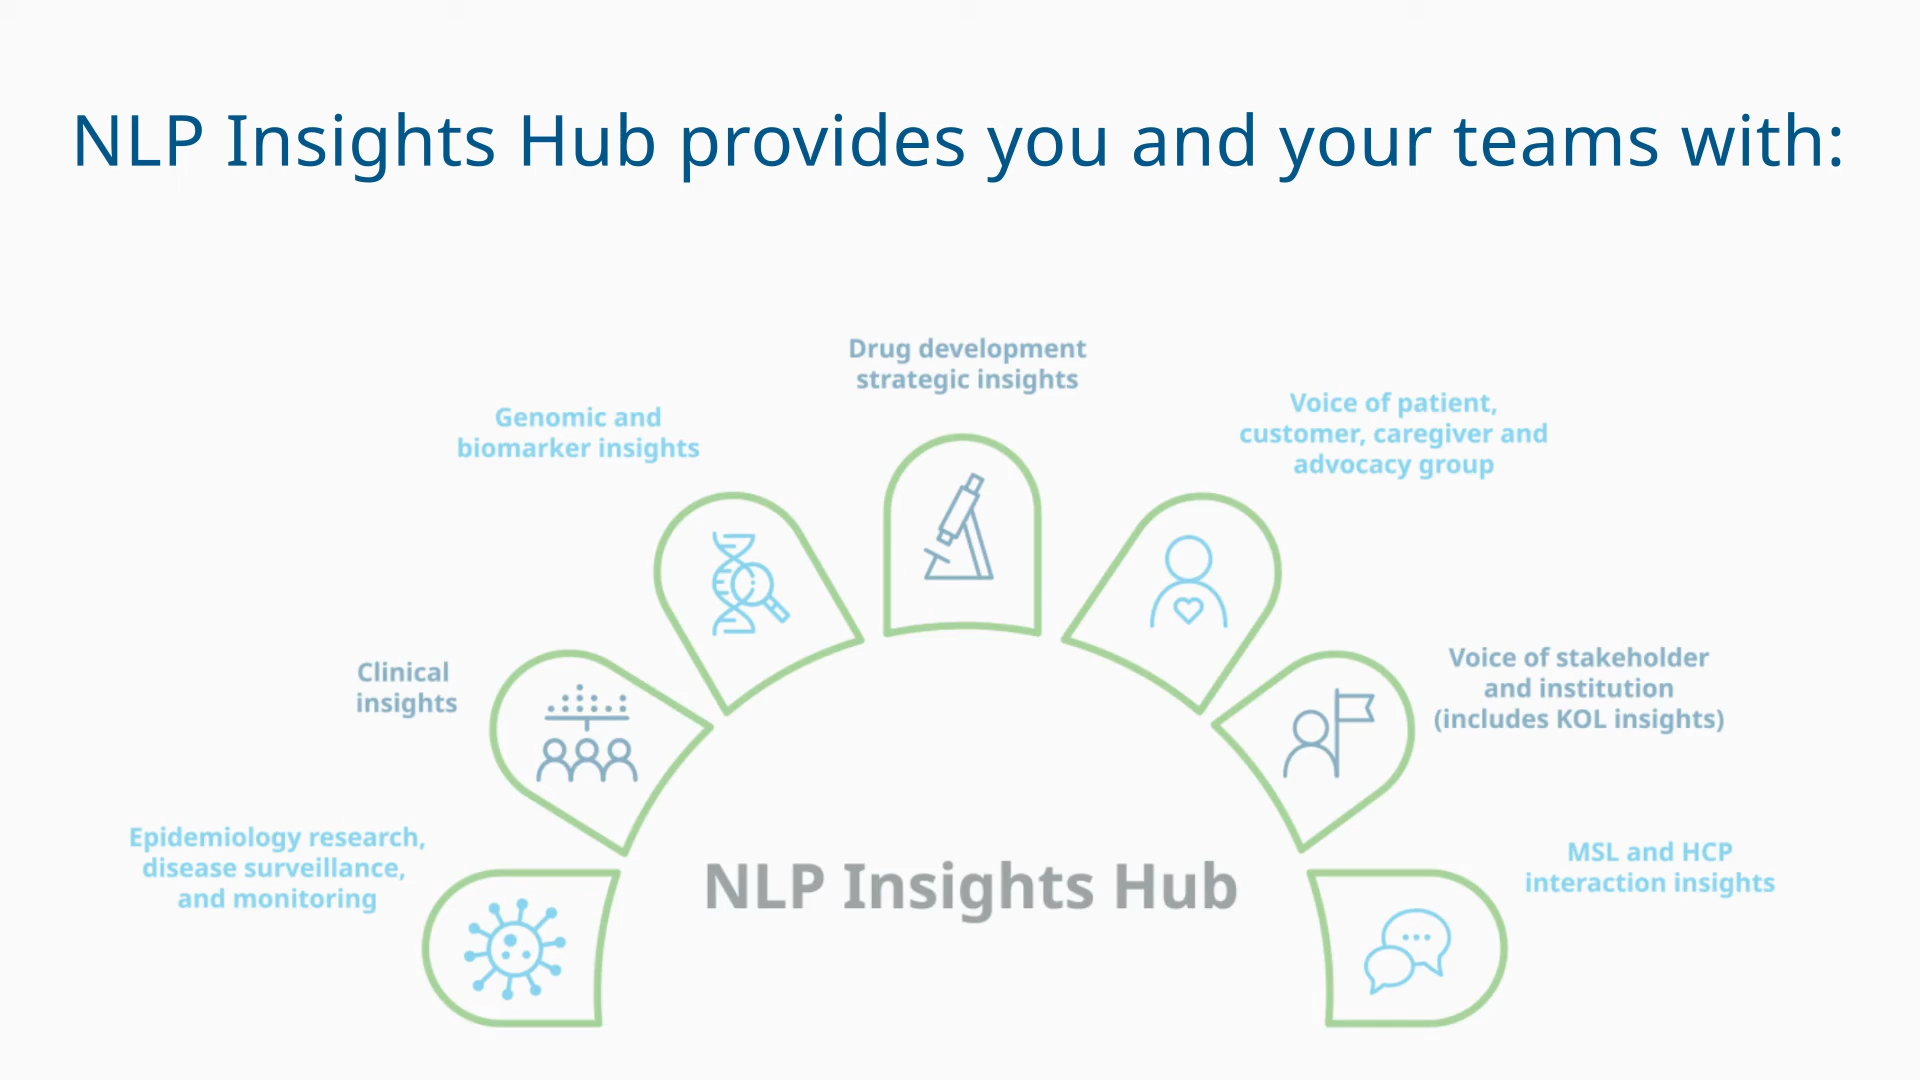 NLP Insights Hub provides you and your teams with:
Drug development
strategic insights
Genomic and
biomarker insights
Voice of patient,
customer, caregiver and
advocacy group
Clinical
insights
Voice of stakeholder
and institution
(includes KOL insights)
Epidemiology research,
disease surveillance,
and monitoring
MSL and HCP
interaction insights
NLP Insights Hub